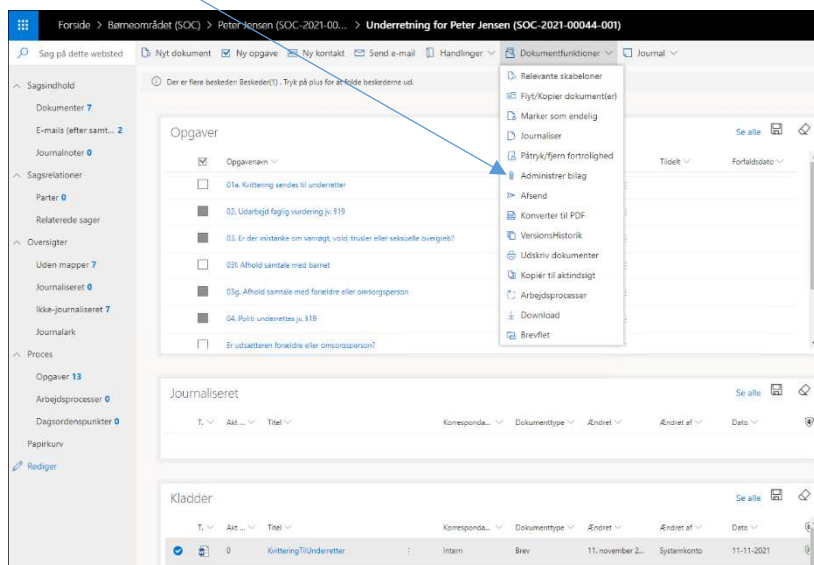 Forside > Børneområdet (SOC) > Peter Jensen (SOC-2021-00... > Underretning for Peter Jensen (SOC-2021-00044-001)
Søg på dette websted
Nyt dokument Ny opgave Ny kontakt Send e-mail Handlinger Dokumentfunktioner Journal
Der er flere beskeder: Beskeder(1) . Tryk på plus for at folde beskederne ud.
Sagsindhold
Dokumenter 7
E-mails (efter samt... 2
Journalnoter 0
Sagsrelationer
Parter 0
Relaterede sager
Oversigter
Uden mapper 7
Journaliseret 0
Ikke-journaliseret 7
Journalark
Proces
Opgaver 13
Arbejdsprocesser 0
Dagsordenspunkter 0
Papirkurv
Rediger
Relevante skabeloner
Flyt/Kopier dokument(er)
Marker som endelig
Journaliser
Påtryk/fjern fortrolighed
Administrer bilag
Afsend
Konverter til PDF
VersionsHistorik
Udskriv dokumenter
Kopiér til aktindsigt
Arbejdsprocesser
Download
Brevflet
Opgaver
Se alle
Opgavenavn Tildelt Forfaldsdato
01a. Kvittering sendes til underretter
02. Udarbejd faglig vurdering jv. §19
03. Er der mistanke om vanrøgt, vold, trusler eller seksuelle overgreb?
03f. Afhold samtale med barnet
03g. Afhold samtale med forældre eller omsorgsperson
04. Politi underrettes jv. §19
Er udsætteren forældre eller omsorgsperson?
Journaliseret
Se alle
T. Akt ... Titel Korresponda... Dokumenttype Ændret Ændret af Dato
Kladder
Se alle
T. Akt ... Titel Korresponda... Dokumenttype Ændret Ændret af Dato
0 KvitteringTilUnderretter Intern Brev 11. november 2... Systemkonto 11-11-2021